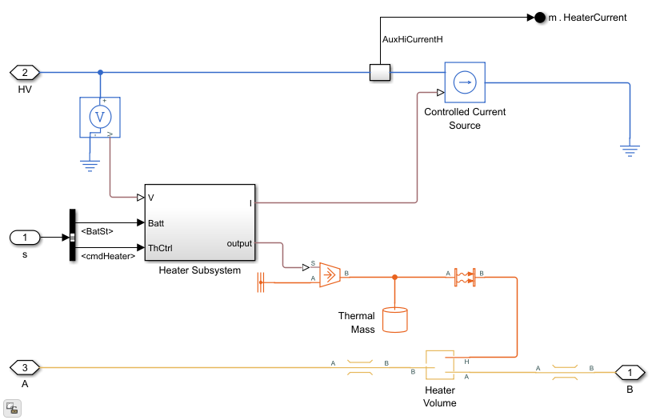 m . HeaterCurrent
AuxHiCurrentH
2
HV
+
V
-
V
Controlled Current
Source
V
Batt
ThCtrl
I
output
<BatSt>
<cmdHeater>
1
s
Heater Subsystem
S
A
B
A
B
Thermal
Mass
3
A
A
B
B
H
A
A
B
1
B
Heater
Volume